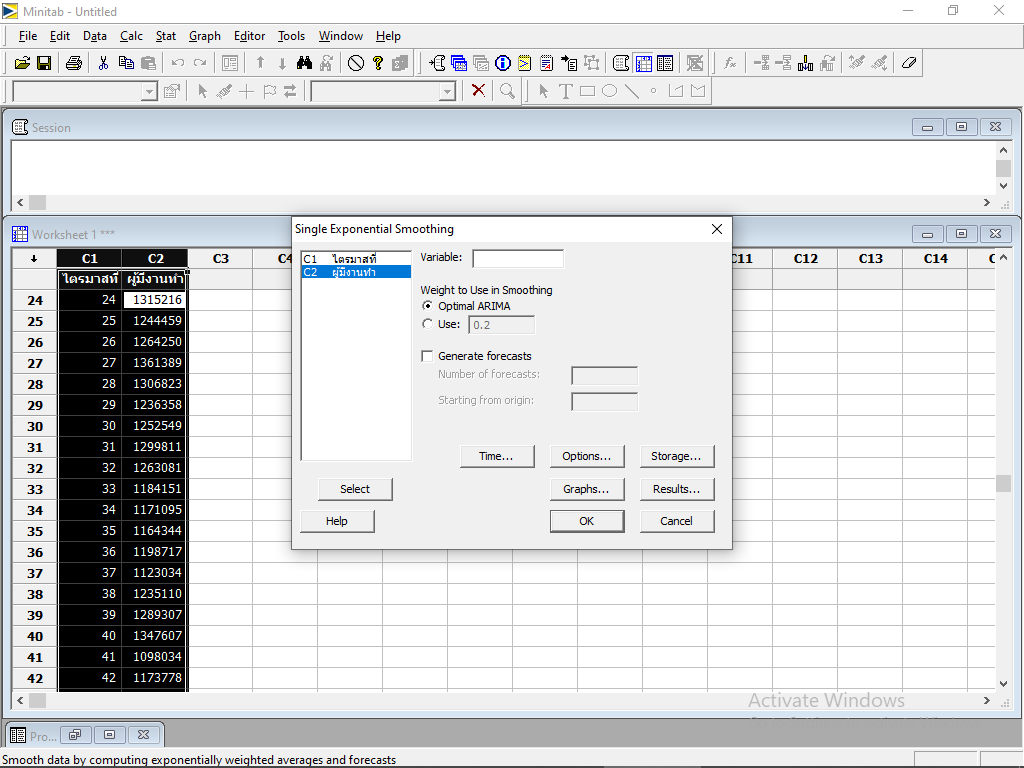 Minitab - Untitled
File Edit Data Calc Stat Graph Editor Tools Window Help
Session
Worksheet 1 ***
C1 C2 C3 C4 C11 C12 C13 C14
ไตรมาสที่ ผู้มีงานทำ
24 24 1315216
25 25 1244459
26 26 1264250
27 27 1361389
28 28 1306823
29 29 1236358
30 30 1252549
31 31 1299811
32 32 1263081
33 33 1184151
34 34 1171095
35 35 1164344
36 36 1198717
37 37 1123034
38 38 1235110
39 39 1289307
40 40 1347607
41 41 1098034
42 42 1173778
Single Exponential Smoothing
C1 ไตรมาสที่
C2 ผู้มีงานทำ
Variable:
Weight to Use in Smoothing
Optimal ARIMA
Use: 0.2
Generate forecasts
Number of forecasts:
Starting from origin:
Time... Options... Storage...
Select Graphs... Results...
Help OK Cancel
Activate Windows
Pro...
Smooth data by computing exponentially weighted averages and forecasts